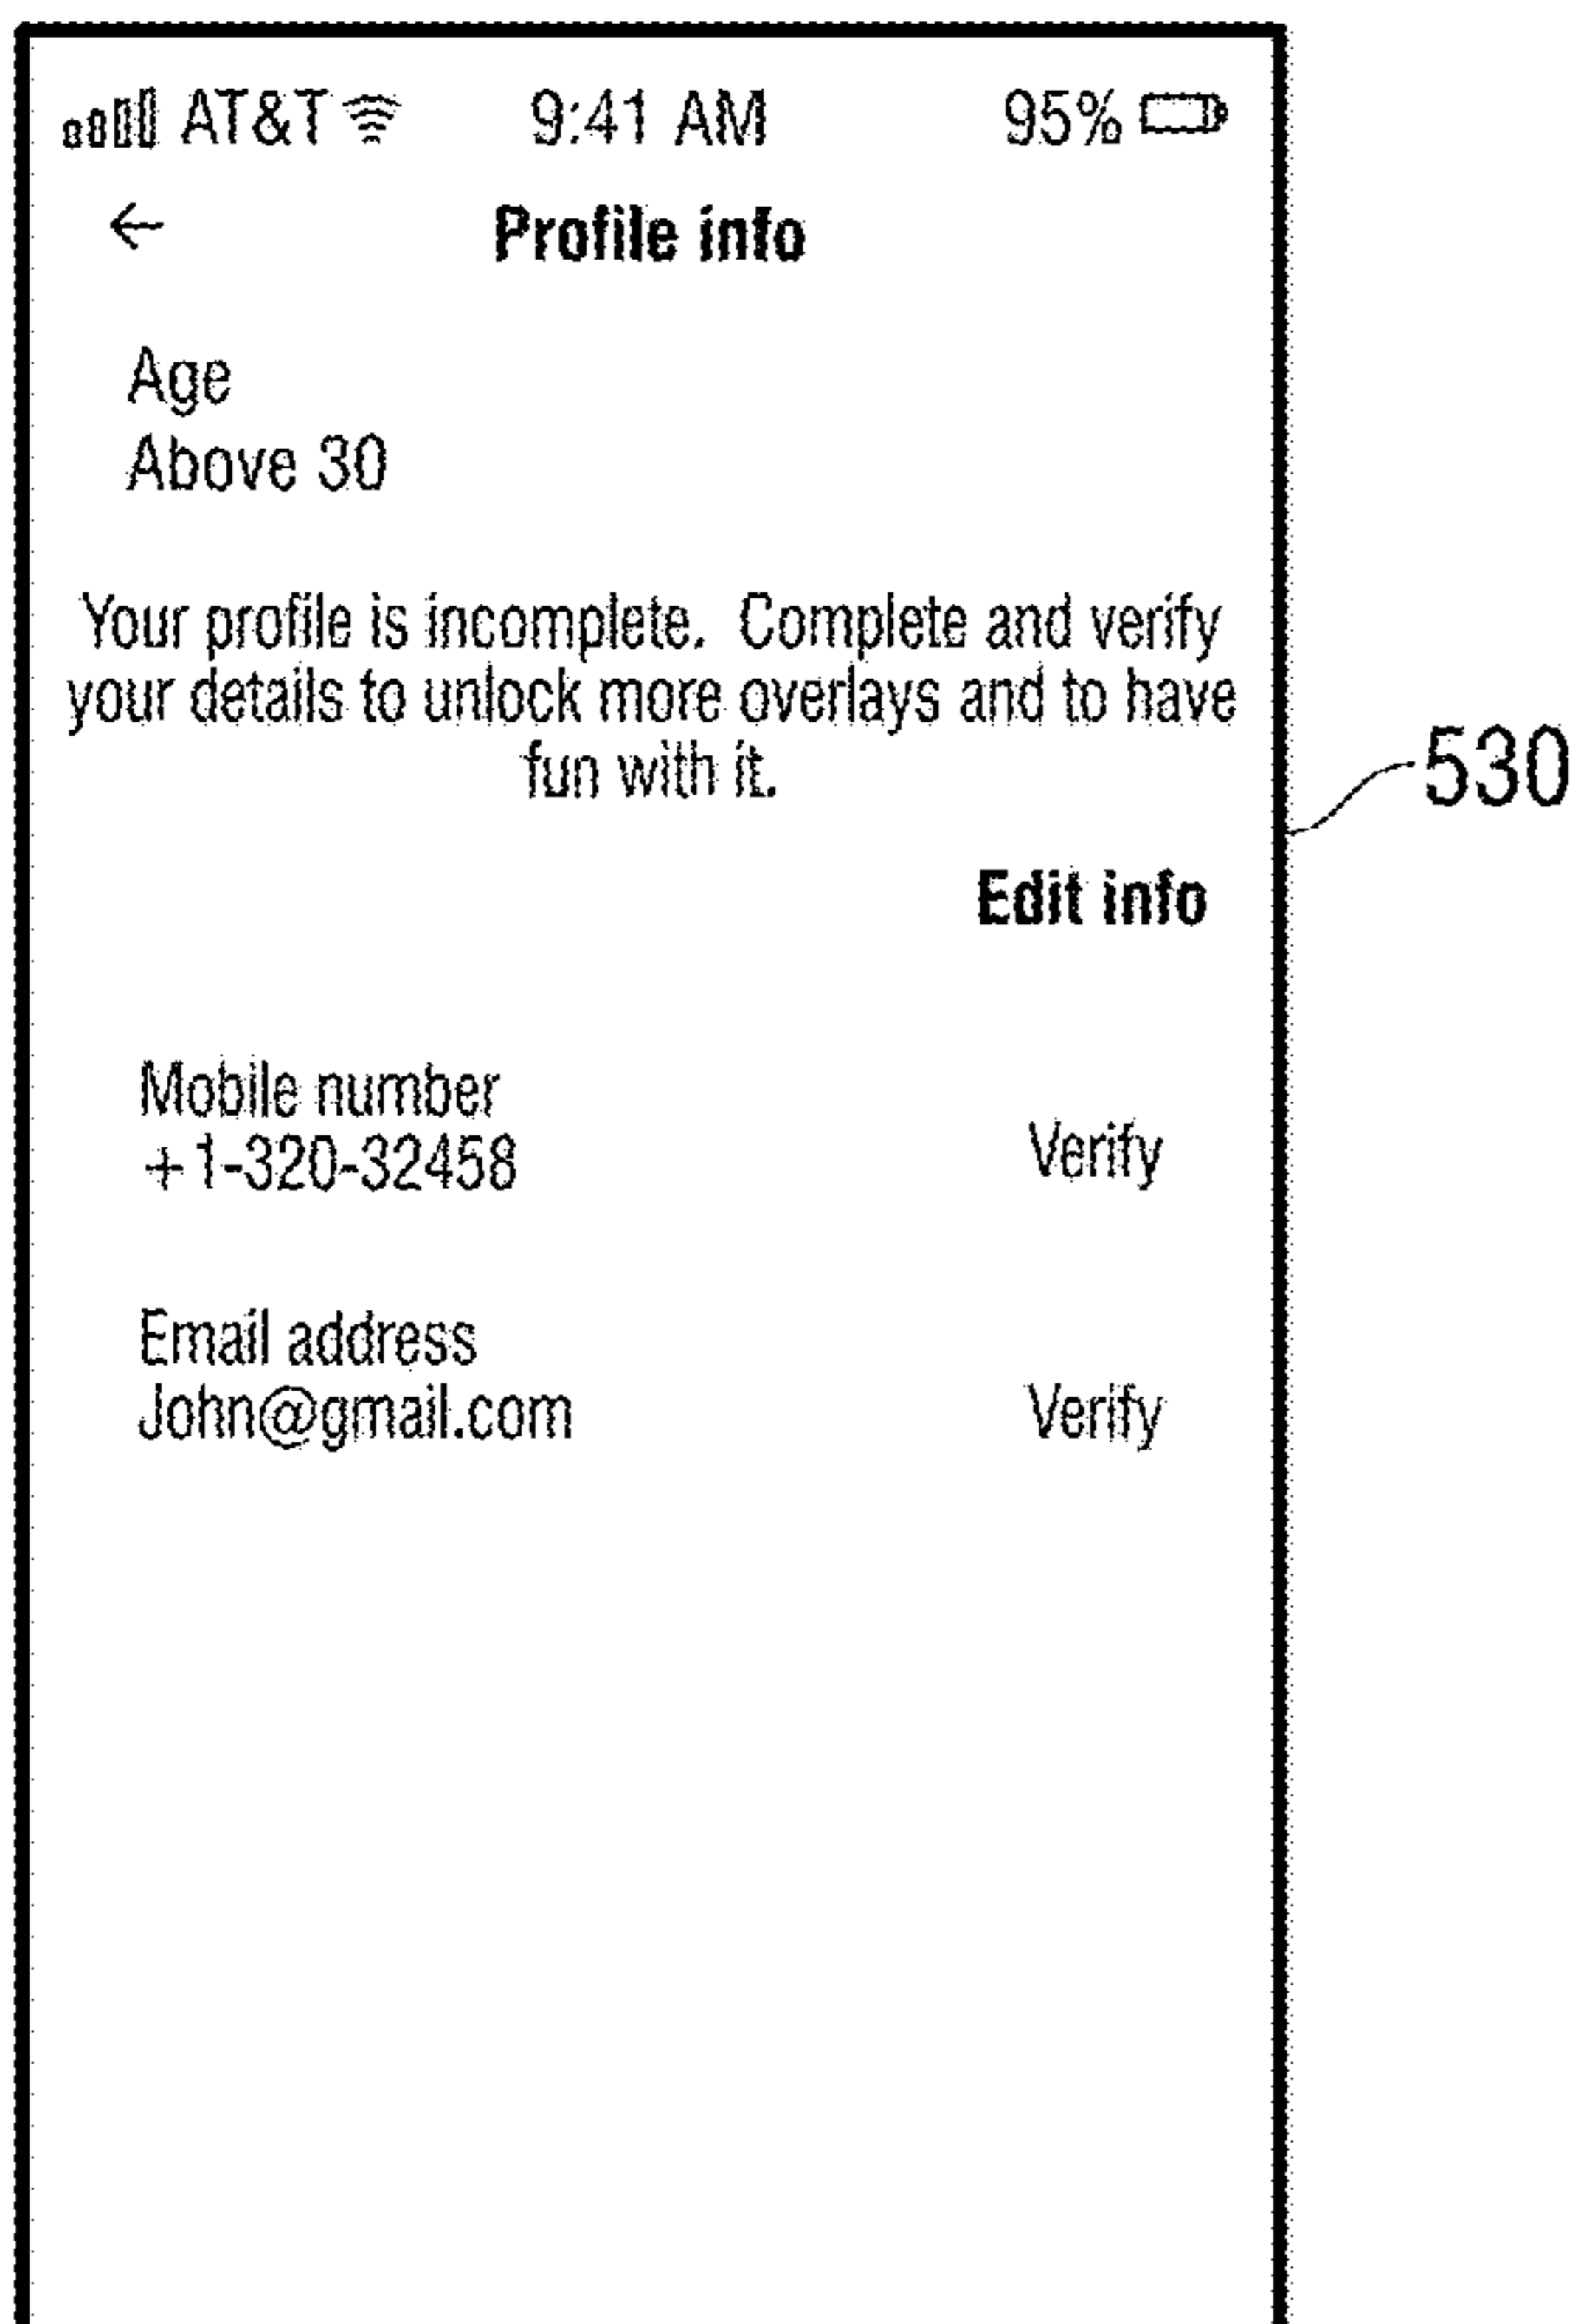 AT&T 9:41 AM 95%
← Profile info
Age
Above 30
Your profile is incomplete. Complete and verify
your details to unlock more overlays and to have
fun with it.
530
Edit info
Mobile number
+1-320-32458 Verify
Email address
John@gmail.com Verify